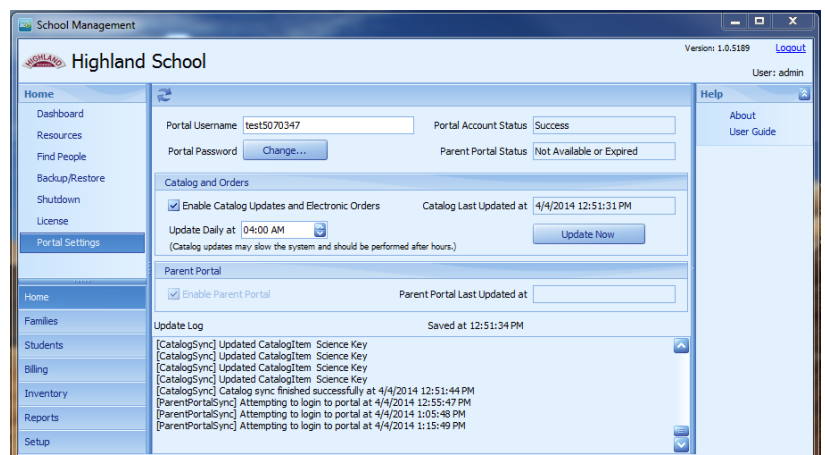 School Management
HIGHLAND Highland School
Version: 1.0.5189 Logout
User: admin
Home
Dashboard
Resources
Find People
Backup/Restore
Shutdown
License
Portal Settings
Home
Families
Students
Billing
Inventory
Reports
Setup
Portal Username test5070347 Portal Account Status Success
Portal Password Change... Parent Portal Status Not Available or Expired
Catalog and Orders
Enable Catalog Updates and Electronic Orders Catalog Last Updated at 4/4/2014 12:51:31 PM
Update Daily at 04:00 AM Update Now
(Catalog updates may slow the system and should be performed after hours.)
Parent Portal
Enable Parent Portal Parent Portal Last Updated at
Update Log Saved at 12:51:34 PM
[CatalogSync] Updated CatalogItem Science Key
[CatalogSync] Updated CatalogItem Science Key
[CatalogSync] Updated CatalogItem Science Key
[CatalogSync] Updated CatalogItem Science Key
[CatalogSync] Catalog sync finished successfully at 4/4/2014 12:51:44 PM
[ParentPortalSync] Attempting to login to portal at 4/4/2014 12:55:47 PM
[ParentPortalSync] Attempting to login to portal at 4/4/2014 1:05:48 PM
[ParentPortalSync] Attempting to login to portal at 4/4/2014 1:15:49 PM
Help
About
User Guide